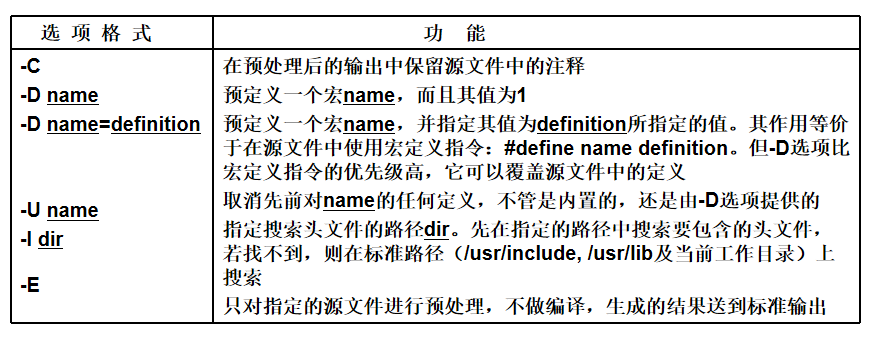 选 项 格 式 功 能
-C 在预处理后的输出中保留源文件中的注释
-D name 预定义一个宏name，而且其值为1
-D name=definition 预定义一个宏name，并指定其值为definition所指定的值。其作用等价
于在源文件中使用宏定义指令：#define name definition。但-D选项比
宏定义指令的优先级高，它可以覆盖源文件中的定义
-U name 取消先前对name的任何定义，不管是内置的，还是由-D选项提供的
-I dir 指定搜索头文件的路径dir。先在指定的路径中搜索要包含的头文件，
若找不到，则在标准路径（/usr/include, /usr/lib及当前工作目录）上
搜索
-E 只对指定的源文件进行预处理，不做编译，生成的结果送到标准输出